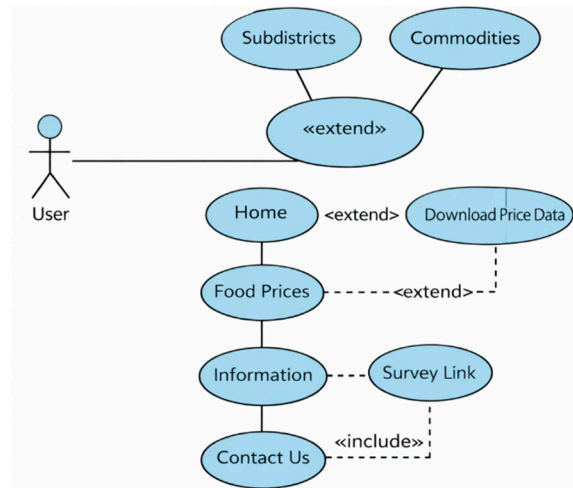 Subdistricts
Commodities
«extend»
User
Home
<extend>
Download Price Data
Food Prices
<extend>
Information
Survey Link
«include»
Contact Us